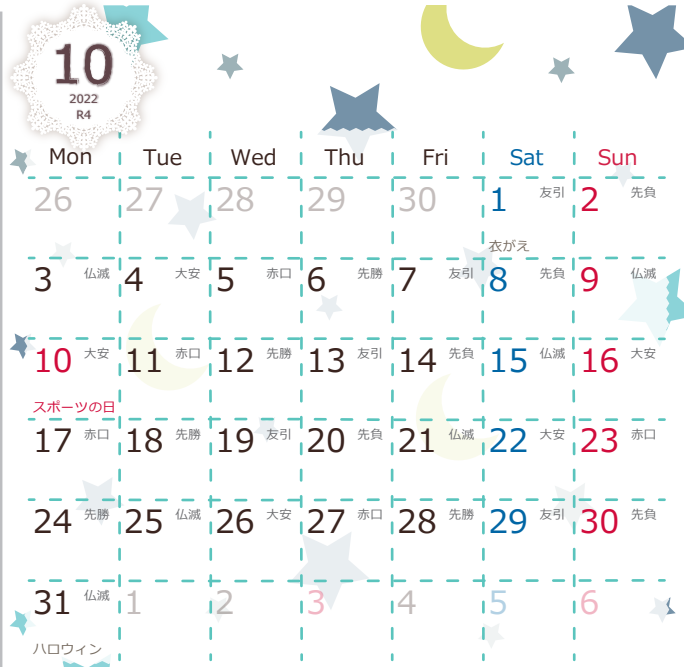 10
2022
R4
Mon Tue Wed Thu Fri Sat Sun
26 27 28 29 30 1 友引 2 先負
衣がえ
3 仏滅 4 大安 5 赤口 6 先勝 7 友引 8 先負 9 仏滅
10 大安 11 赤口 12 先勝 13 友引 14 先負 15 仏滅 16 大安
スポーツの日
17 赤口 18 先勝 19 友引 20 先負 21 仏滅 22 大安 23 赤口
24 先勝 25 仏滅 26 大安 27 赤口 28 先勝 29 友引 30 先負
31 仏滅 1 2 3 4 5 6
ハロウィン